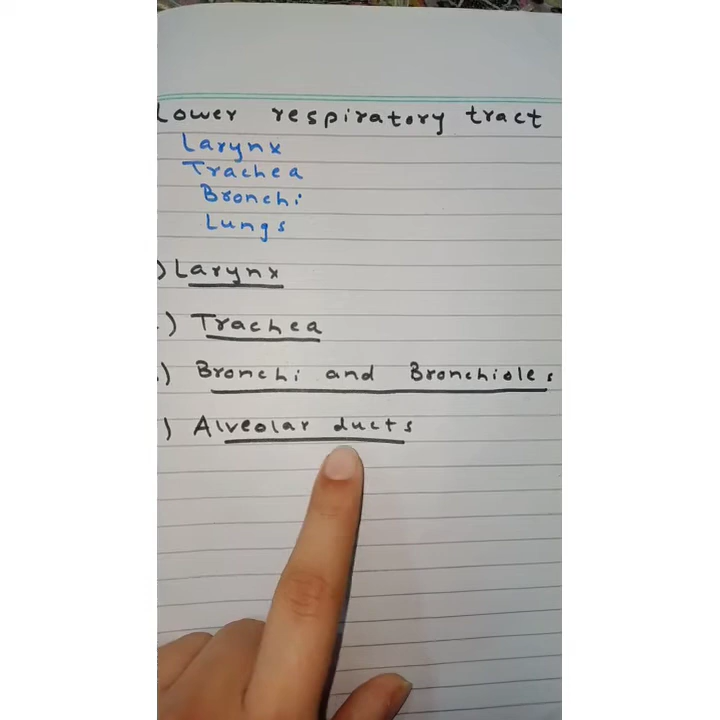 Lower respiratory tract
Larynx
Trachea
Bronchi
Lungs
) Larynx
.) Trachea
.) Bronchi and Bronchioles
) Alveolar ducts